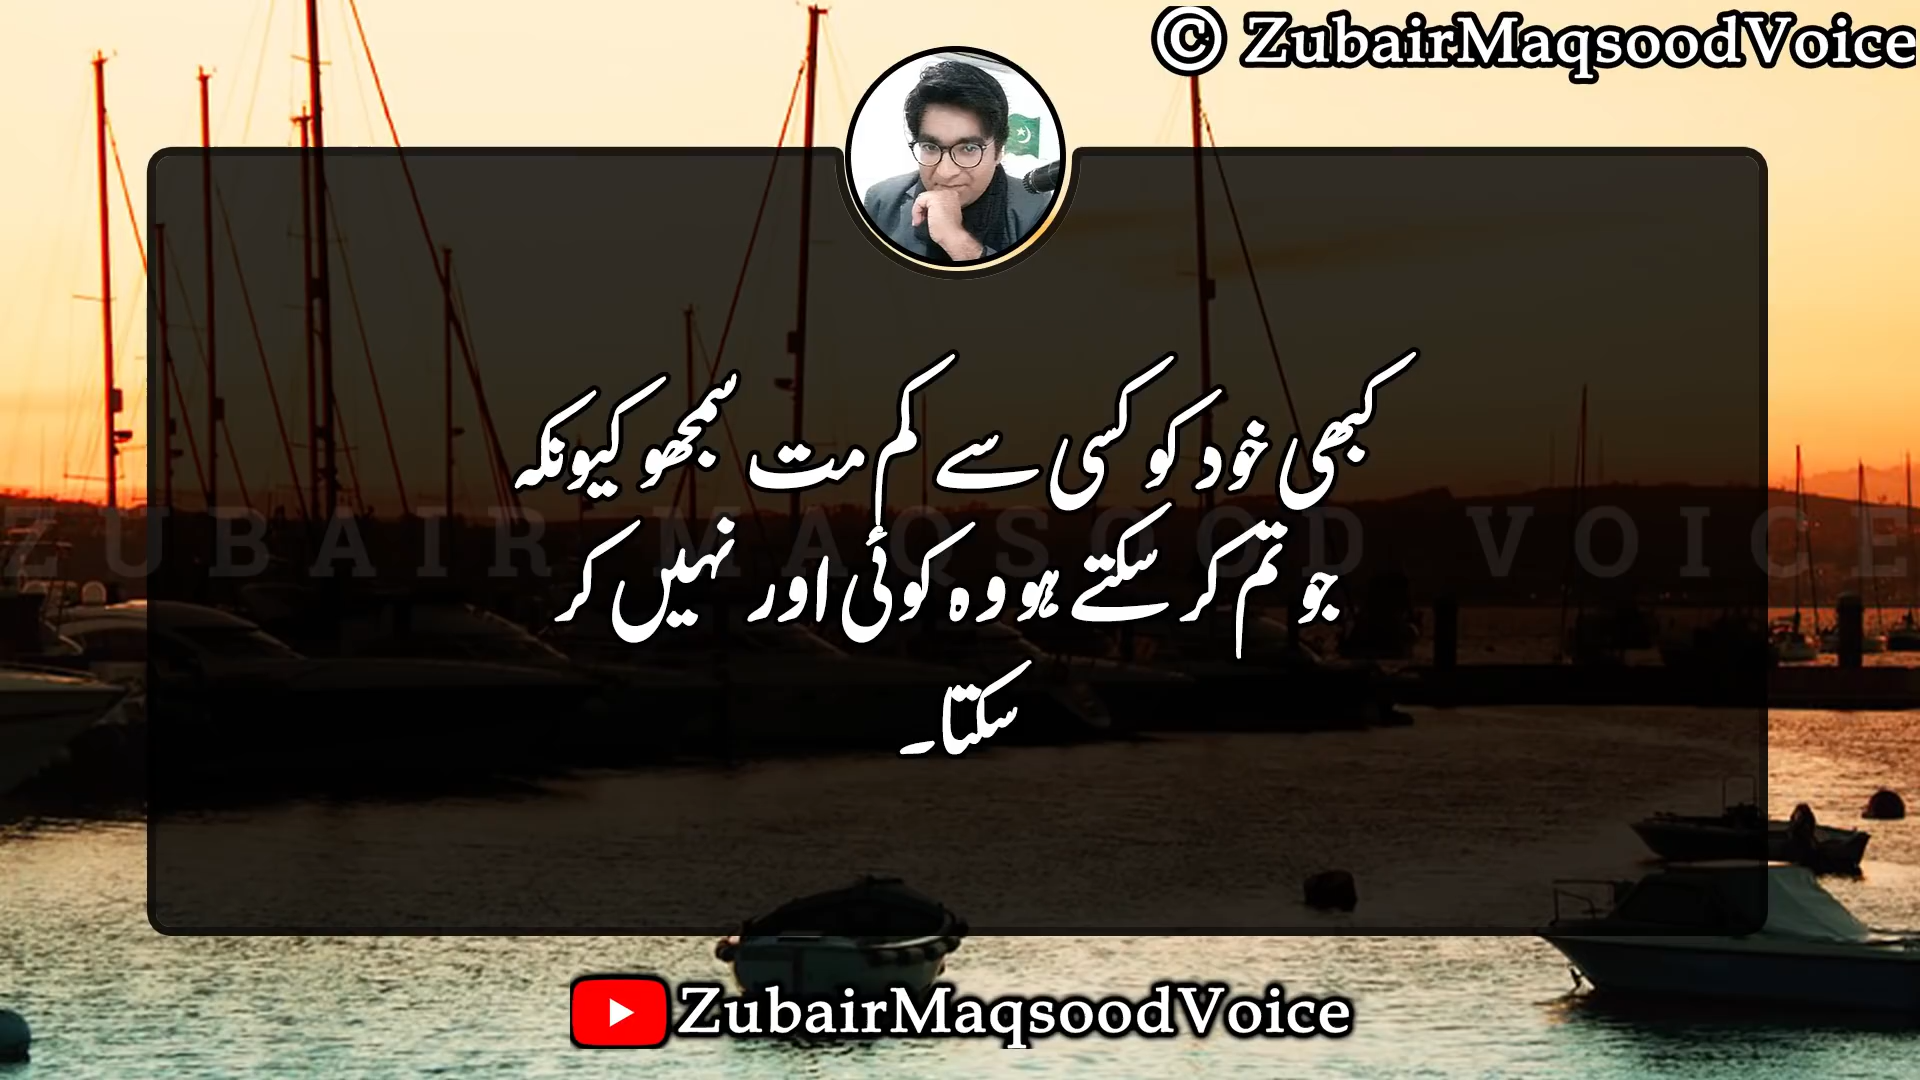 © ZubairMaqsoodVoice
کبھی خود کو کسی سے کم مت سمجھو کیونکہ
ZUBAIR MAQSOOD VOICE
جو تم کر سکتے ہو وہ کوئی اور نہیں کر
سکتا۔
ZubairMaqsoodVoice